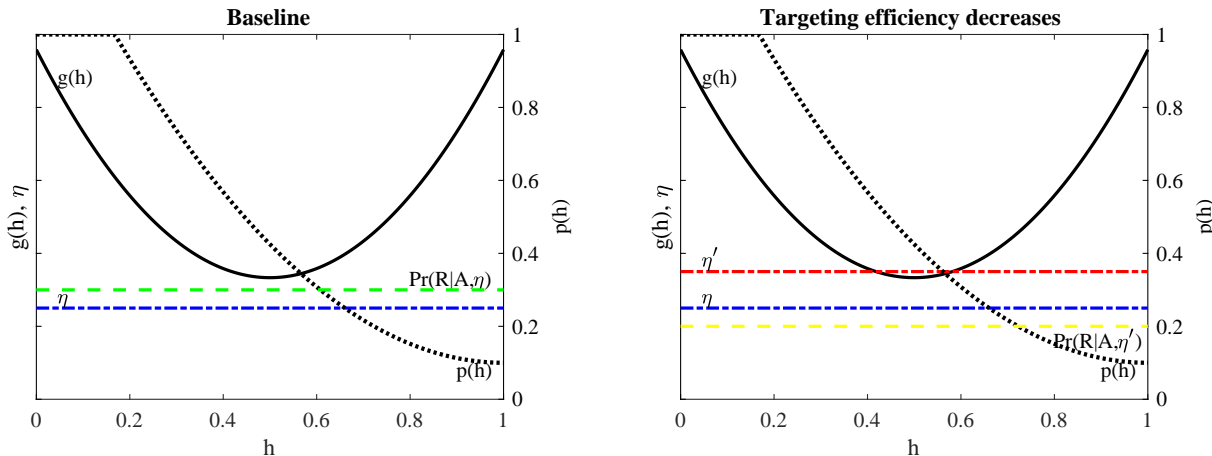 Baseline
1
g(h)
0.8
0.6
g(h), η
p(h)
0.4
Pr(R|A,η)
η
0.2
p(h)
0
0
0.2
0.4
0.6
0.8
1
h
Targeting efficiency decreases
1
g(h)
0.8
0.6
g(h), η
p(h)
0.4
η′
η
0.2
Pr(R|A,η′)
p(h)
0
0
0.2
0.4
0.6
0.8
1
h